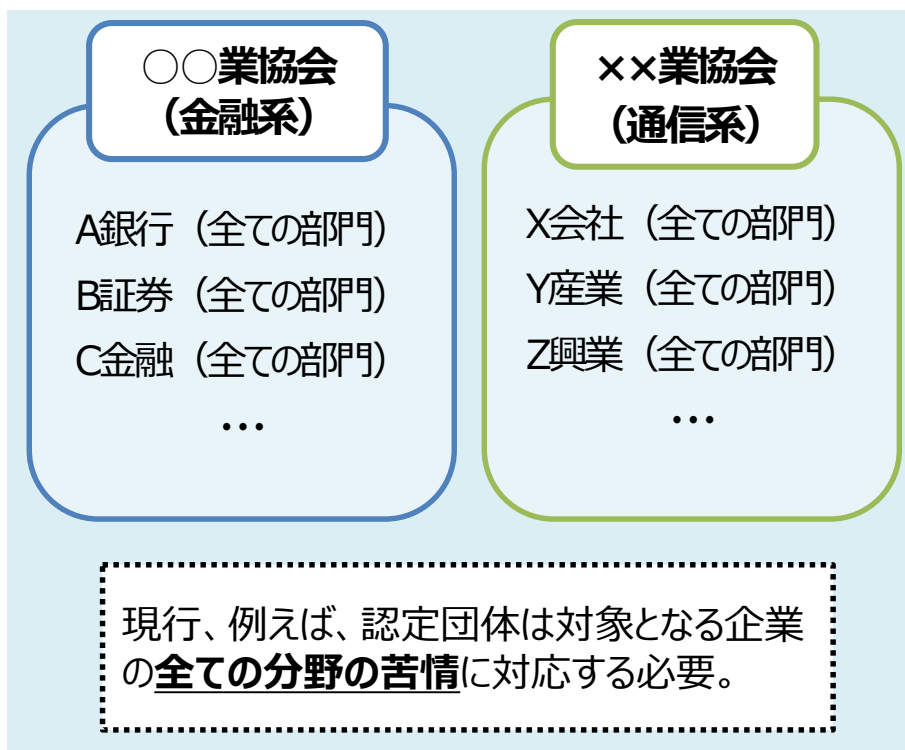 ○○業協会
（金融系）
A銀行（全ての部門）
B証券（全ての部門）
C金融（全ての部門）
…
××業協会
（通信系）
X会社（全ての部門）
Y産業（全ての部門）
Z興業（全ての部門）
…
現行、例えば、認定団体は対象となる企業
の全ての分野の苦情に対応する必要。